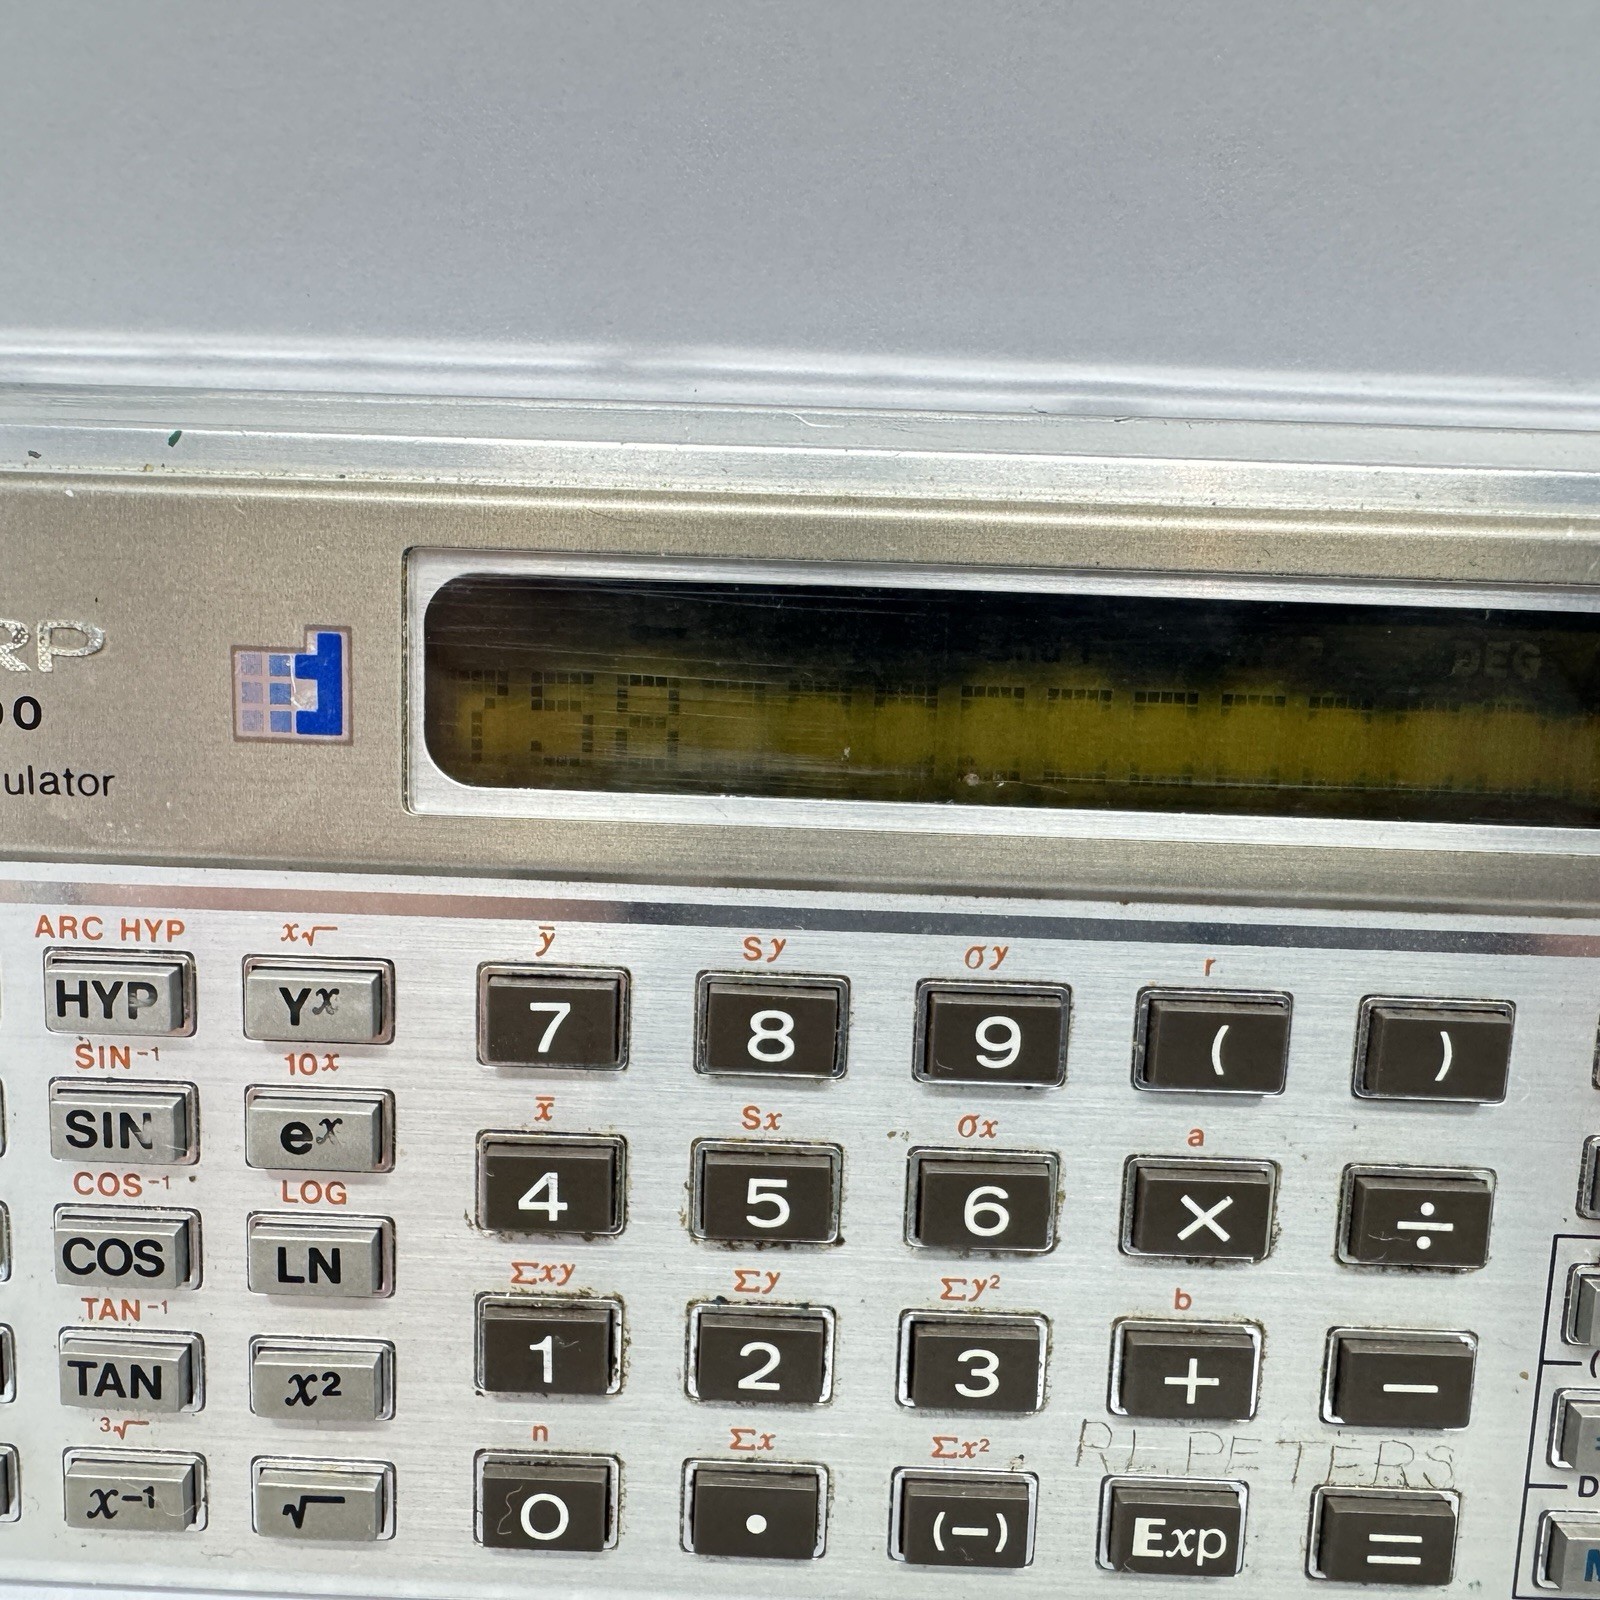 RP
00
ulator
DEG
ARC HYP x√ ȳ Sy σy r
HYP Yx 7 8 9 ( )
SIN-1 10x x̄ Sx σx a
SIN ex 4 5 6 × ÷
COS-1 LOG Σxy Σy Σy2 b
COS LN 1 2 3 + −
TAN-1
TAN x2
R.L.PETERS
3√ n Σx Σx2
x-1 √ 0 • (−) Exp =
D